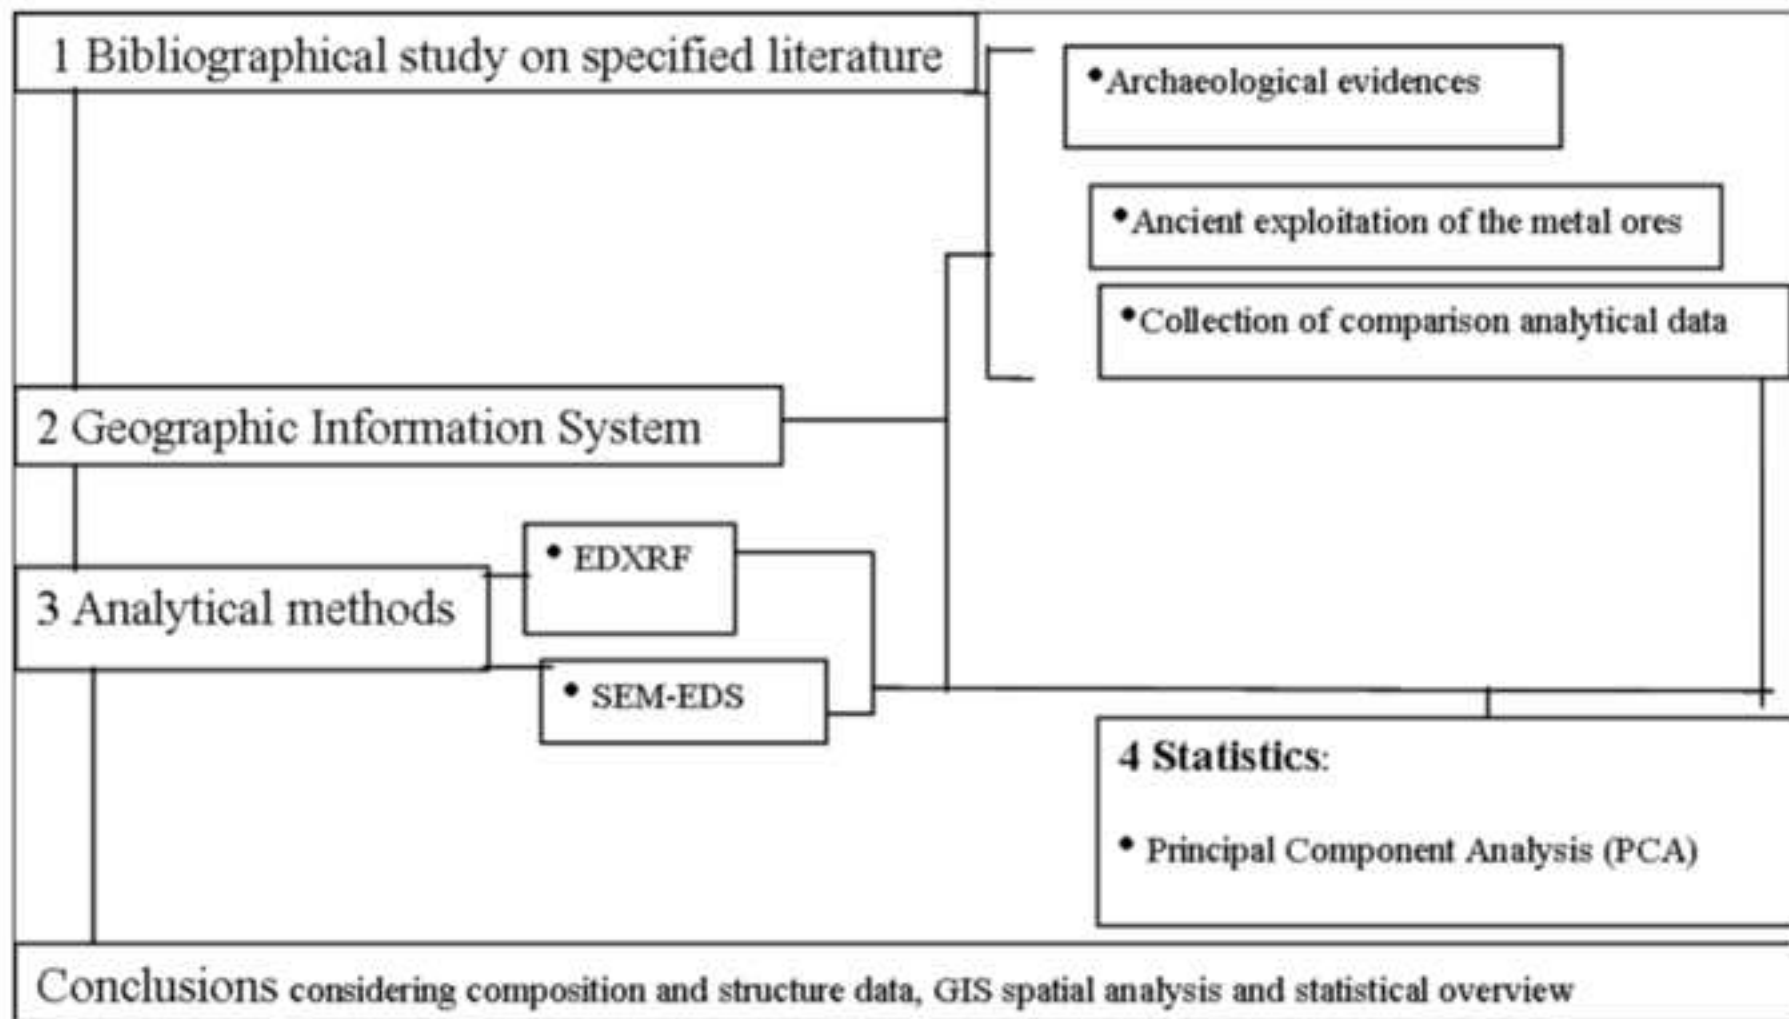 1 Bibliographical study on specified literature
•Archaeological evidences
•Ancient exploitation of the metal ores
•Collection of comparison analytical data
2 Geographic Information System
3 Analytical methods
• EDXRF
• SEM-EDS
4 Statistics:
• Principal Component Analysis (PCA)
Conclusions considering composition and structure data, GIS spatial analysis and statistical overview